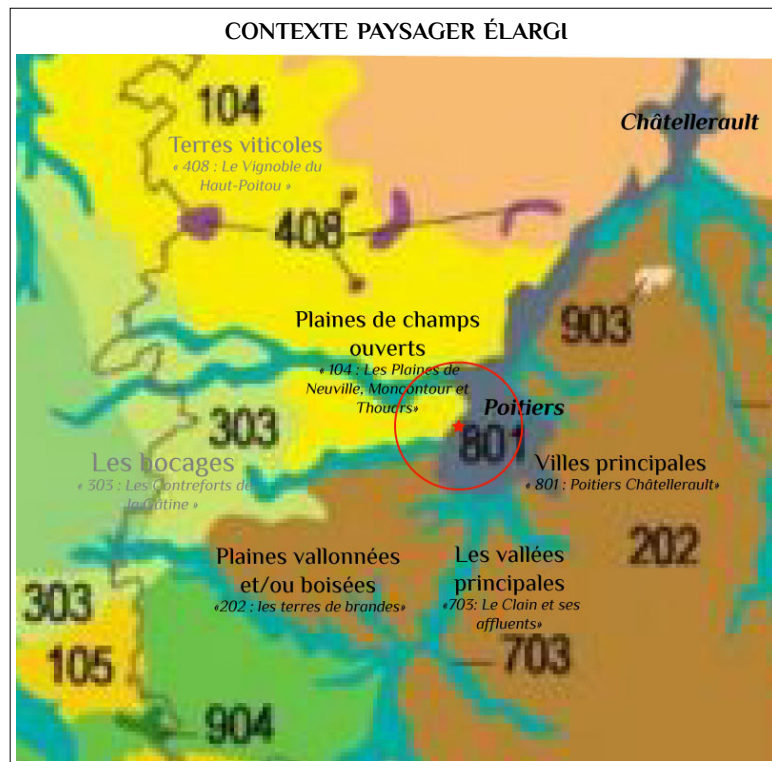 CONTEXTE PAYSAGER ÉLARGI
104
Châtellerault
Terres viticoles
« 408 : Le Vignoble du
Haut-Poitou »
408
903
Plaines de champs
ouverts
« 104 : Les Plaines de
Neuville, Moncontour et
Thouars»
Poitiers
303
801
Les bocages
« 303 : Les Contreforts de
la Gâtine »
Villes principales
« 801 : Poitiers Châtellerault»
202
Plaines vallonnées
et/ou boisées
«202 : les terres de brandes»
Les vallées
principales
«703: Le Clain et ses
affluents»
303
105
703
904